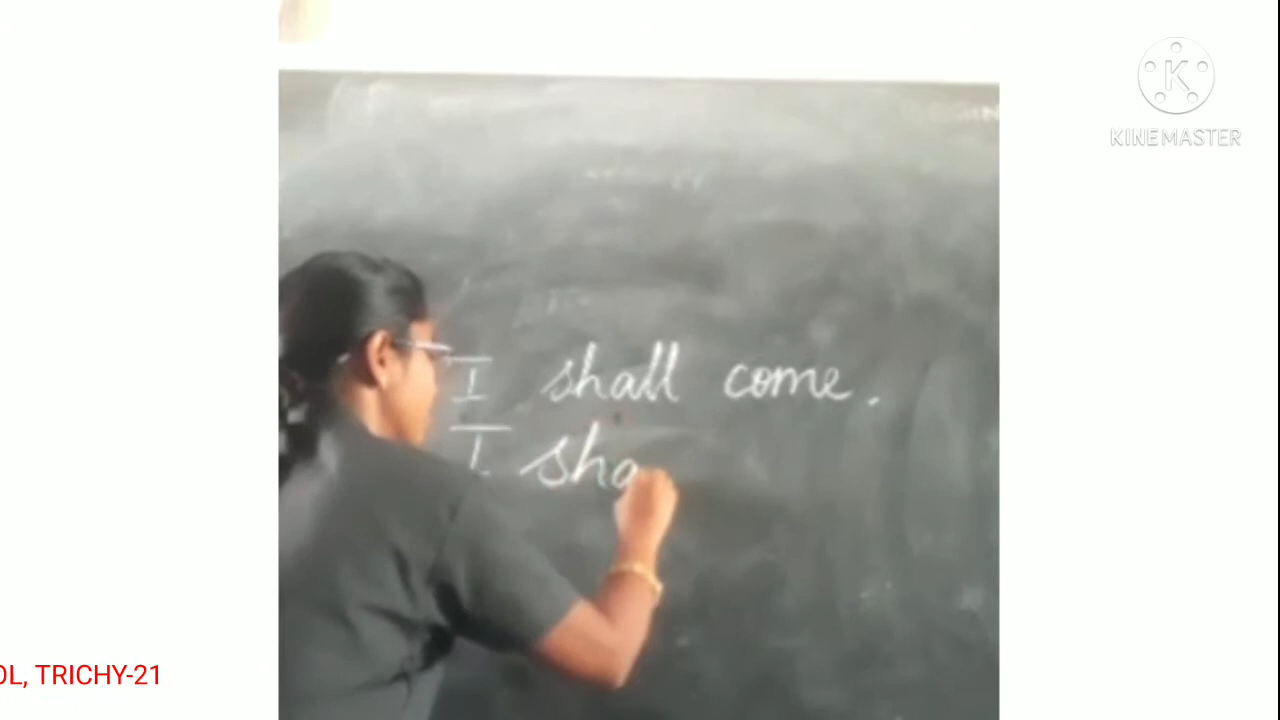 K
KINEMASTER
I shall come.
I sha
OL, TRICHY-21